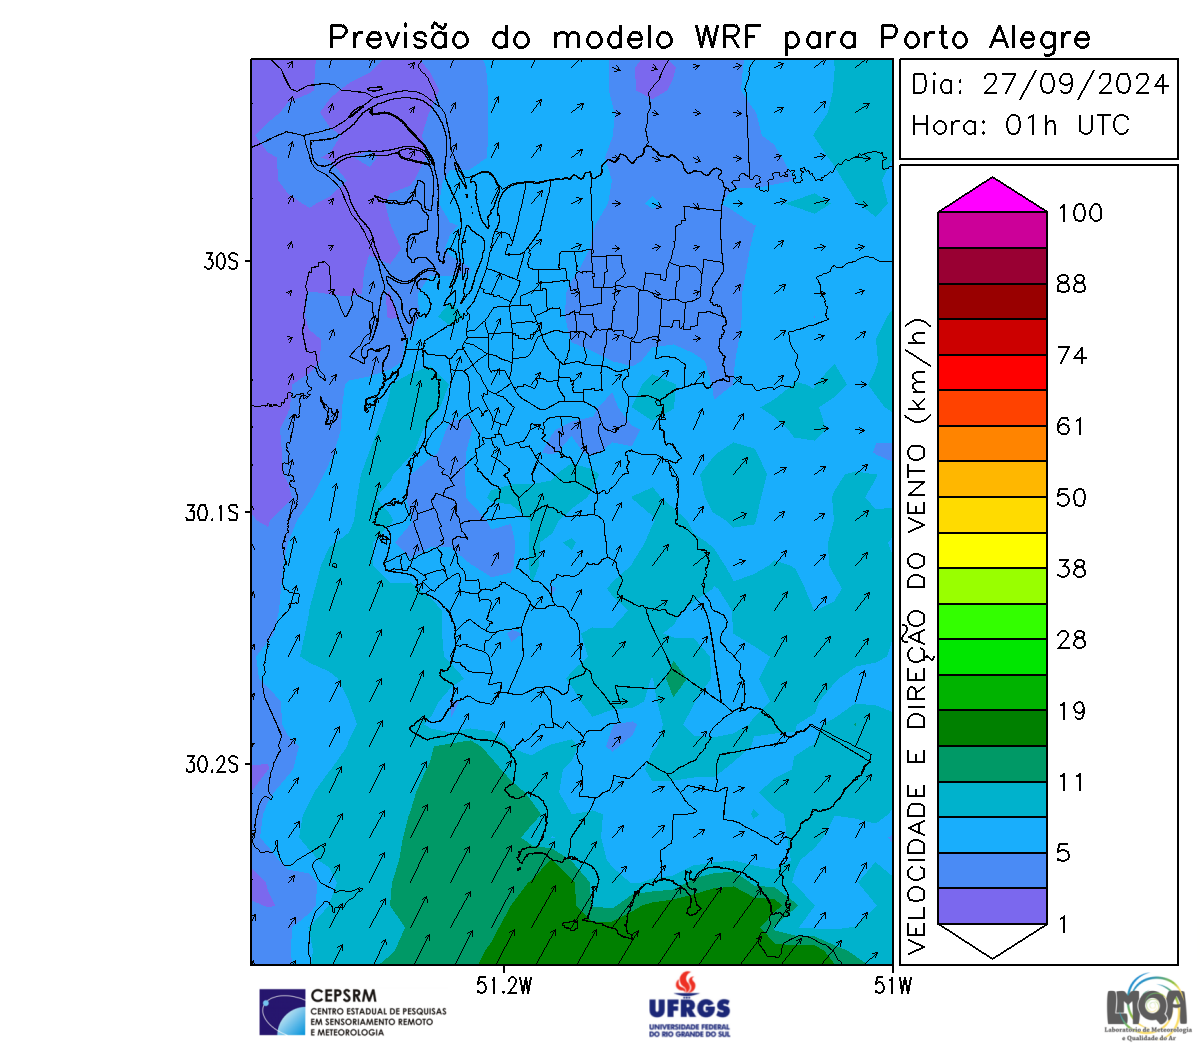 Previsão do modelo WRF para Porto Alegre
Dia: 27/09/2024
Hora: 01h UTC
30S
30.1S
30.2S
51.2W
51W
VELOCIDADE E DIREÇÃO DO VENTO (km/h)
100
88
74
61
50
38
28
19
11
5
1
CEPSRM
CENTRO ESTADUAL DE PESQUISAS
EM SENSORIAMENTO REMOTO
E METEOROLOGIA
UFRGS
UNIVERSIDADE FEDERAL
DO RIO GRANDE DO SUL
LMQA
Laboratório de Meteorologia
e Qualidade do Ar